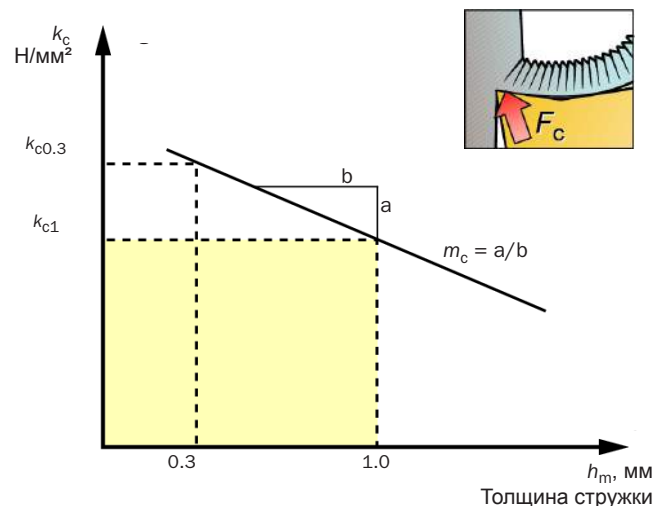 kc
Н/мм²
Fc
kc0.3
b
a
kc1
mc = a/b
0.3
1.0
hm, мм
Толщина стружки